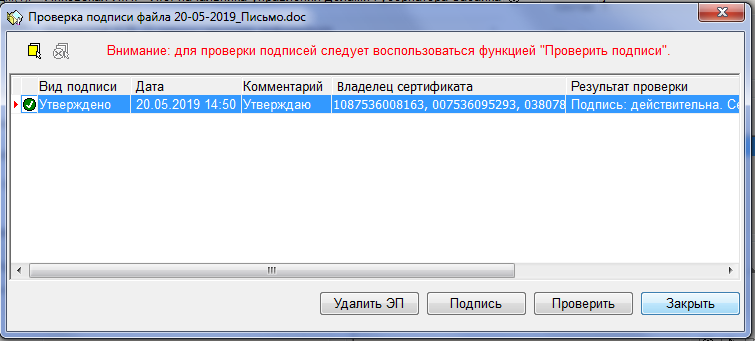 Проверка подписи файла 20-05-2019_Письмо.doc
Внимание: для проверки подписей следует воспользоваться функцией "Проверить подписи".
Вид подписи Дата Комментарий Владелец сертификата Результат проверки
Утверждено 20.05.2019 14:50 Утверждаю 1087536008163, 007536095293, 038078 Подпись: действительна. Се
Удалить ЭП Подпись Проверить Закрыть